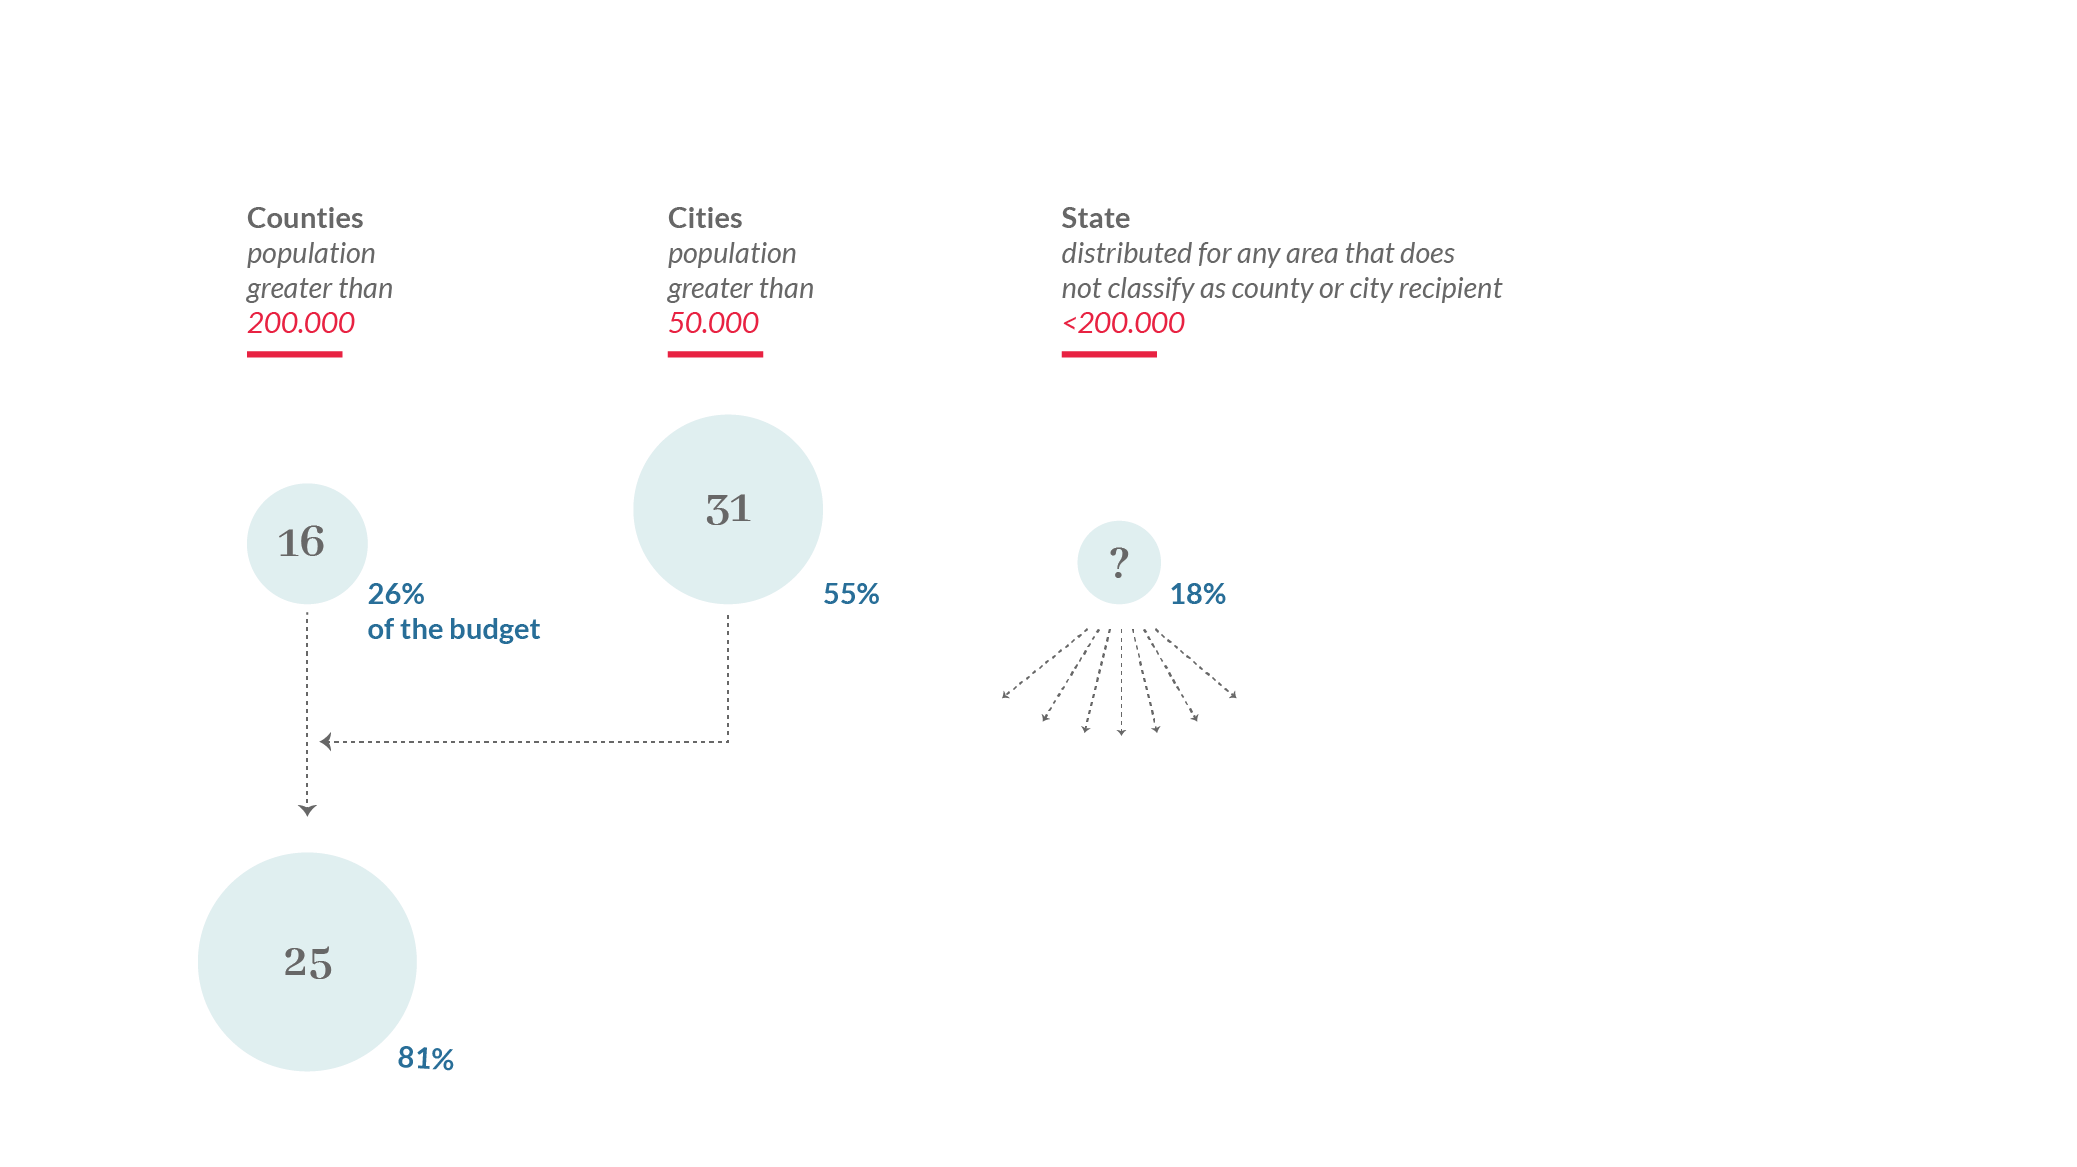 Counties
population
greater than
200.000
Cities
population
greater than
50.000
State
distributed for any area that does
not classify as county or city recipient
<200.000
16
26%
of the budget
31
55%
?
18%
25
81%